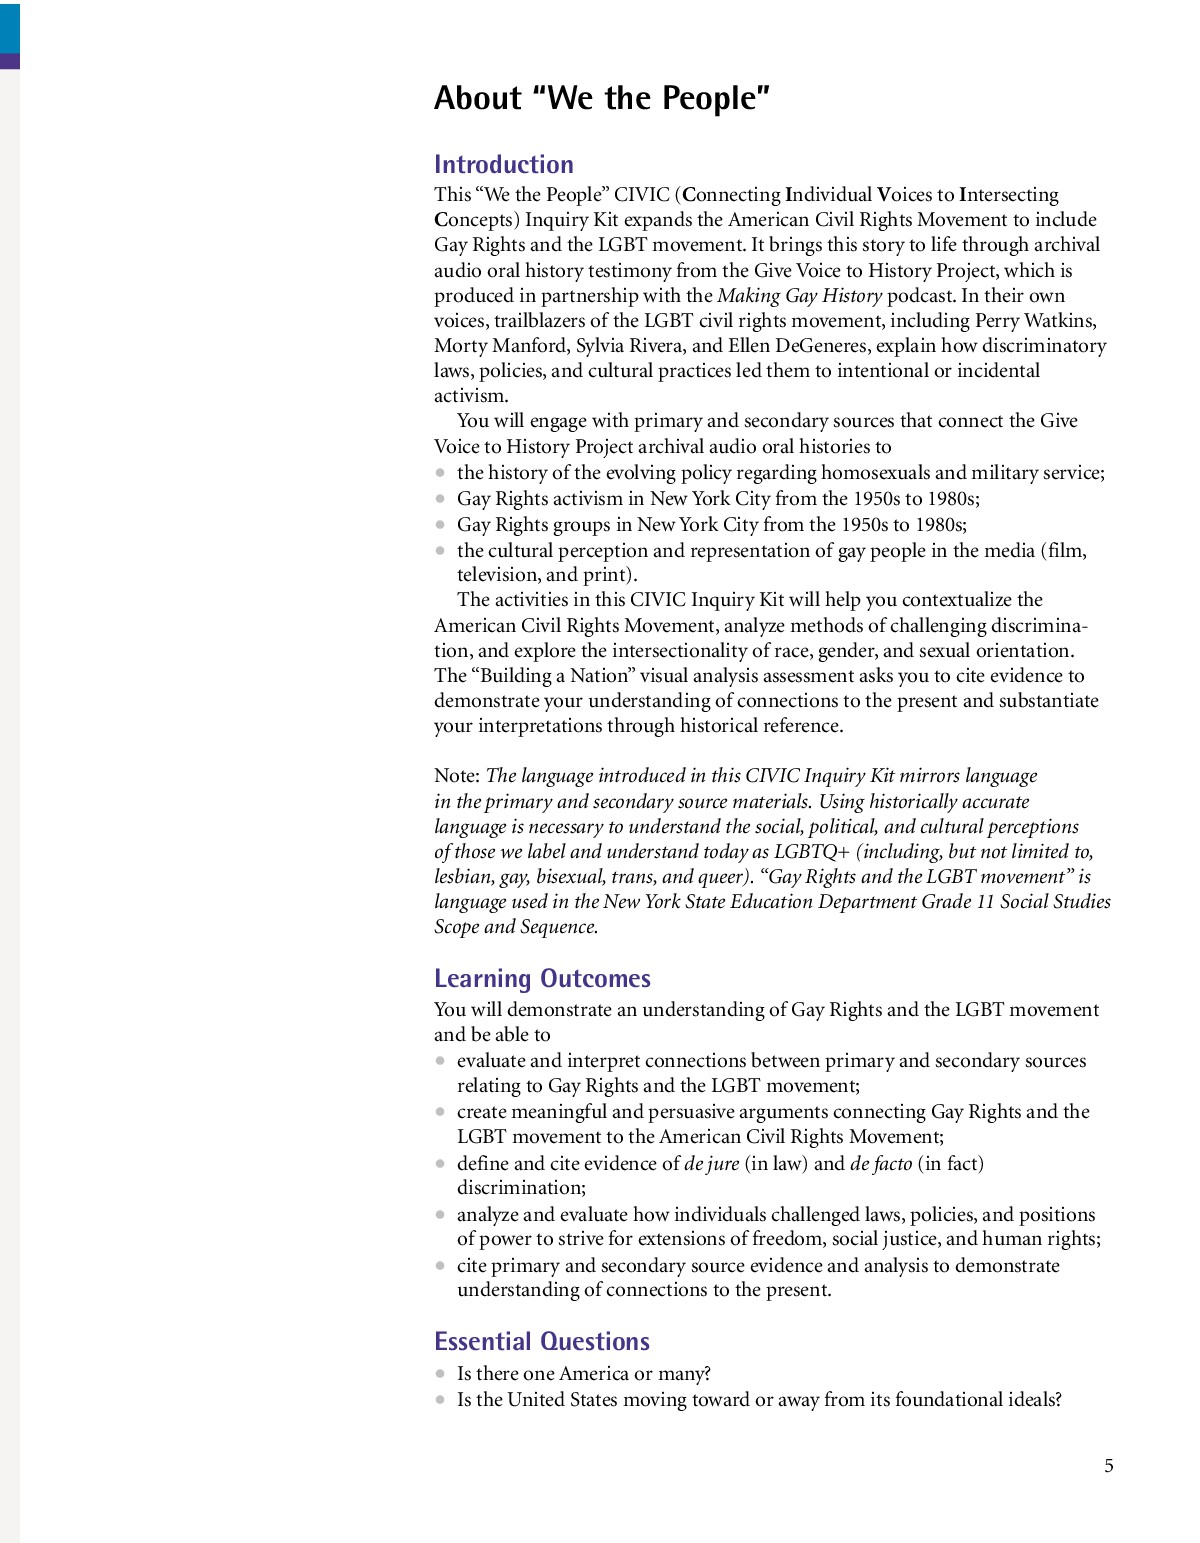 About “We the People”
Introduction
This “We the People” CIVIC (Connecting Individual Voices to Intersecting
Concepts) Inquiry Kit expands the American Civil Rights Movement to include
Gay Rights and the LGBT movement. It brings this story to life through archival
audio oral history testimony from the Give Voice to History Project, which is
produced in partnership with the Making Gay History podcast. In their own
voices, trailblazers of the LGBT civil rights movement, including Perry Watkins,
Morty Manford, Sylvia Rivera, and Ellen DeGeneres, explain how discriminatory
laws, policies, and cultural practices led them to intentional or incidental
activism.
You will engage with primary and secondary sources that connect the Give
Voice to History Project archival audio oral histories to
• the history of the evolving policy regarding homosexuals and military service;
• Gay Rights activism in New York City from the 1950s to 1980s;
• Gay Rights groups in New York City from the 1950s to 1980s;
• the cultural perception and representation of gay people in the media (film,
television, and print).
The activities in this CIVIC Inquiry Kit will help you contextualize the
American Civil Rights Movement, analyze methods of challenging discrimina-
tion, and explore the intersectionality of race, gender, and sexual orientation.
The “Building a Nation” visual analysis assessment asks you to cite evidence to
demonstrate your understanding of connections to the present and substantiate
your interpretations through historical reference.
Note: The language introduced in this CIVIC Inquiry Kit mirrors language
in the primary and secondary source materials. Using historically accurate
language is necessary to understand the social, political, and cultural perceptions
of those we label and understand today as LGBTQ+ (including, but not limited to,
lesbian, gay, bisexual, trans, and queer). “Gay Rights and the LGBT movement” is
language used in the New York State Education Department Grade 11 Social Studies
Scope and Sequence.
Learning Outcomes
You will demonstrate an understanding of Gay Rights and the LGBT movement
and be able to
• evaluate and interpret connections between primary and secondary sources
relating to Gay Rights and the LGBT movement;
• create meaningful and persuasive arguments connecting Gay Rights and the
LGBT movement to the American Civil Rights Movement;
• define and cite evidence of de jure (in law) and de facto (in fact)
discrimination;
• analyze and evaluate how individuals challenged laws, policies, and positions
of power to strive for extensions of freedom, social justice, and human rights;
• cite primary and secondary source evidence and analysis to demonstrate
understanding of connections to the present.
Essential Questions
• Is there one America or many?
• Is the United States moving toward or away from its foundational ideals?
5